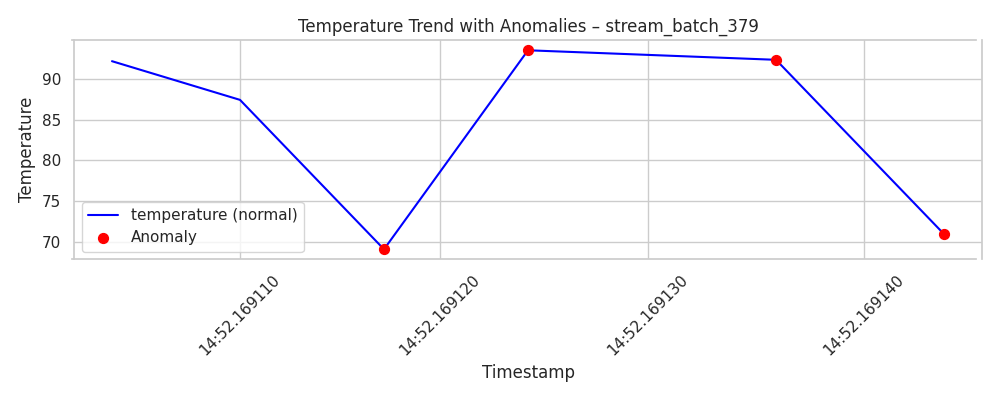 Temperature Trend with Anomalies – stream_batch_379
Temperature
90
85
80
75
70
temperature (normal)
Anomaly
14:52.169110
14:52.169120
14:52.169130
14:52.169140
Timestamp